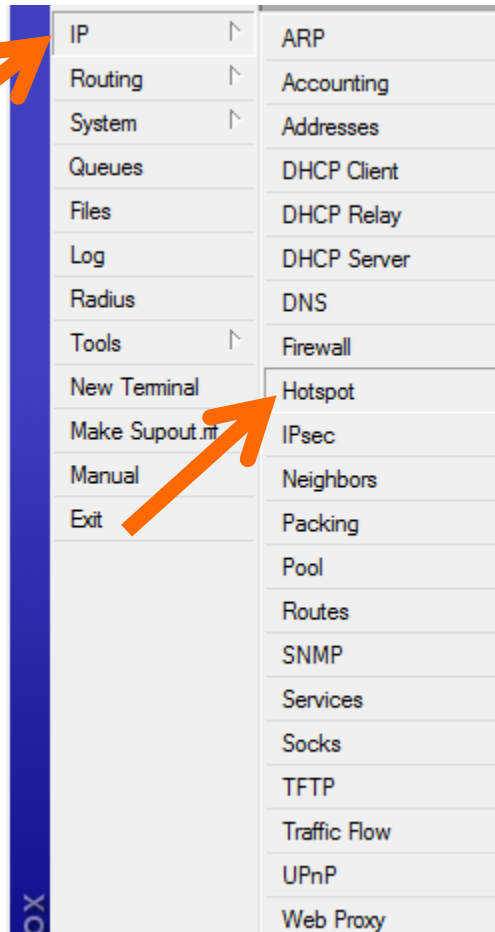 IP
Routing
System
Queues
Files
Log
Radius
Tools
New Terminal
Make Supout.rif
Manual
Exit
ARP
Accounting
Addresses
DHCP Client
DHCP Relay
DHCP Server
DNS
Firewall
Hotspot
IPsec
Neighbors
Packing
Pool
Routes
SNMP
Services
Socks
TFTP
Traffic Flow
UPnP
Web Proxy